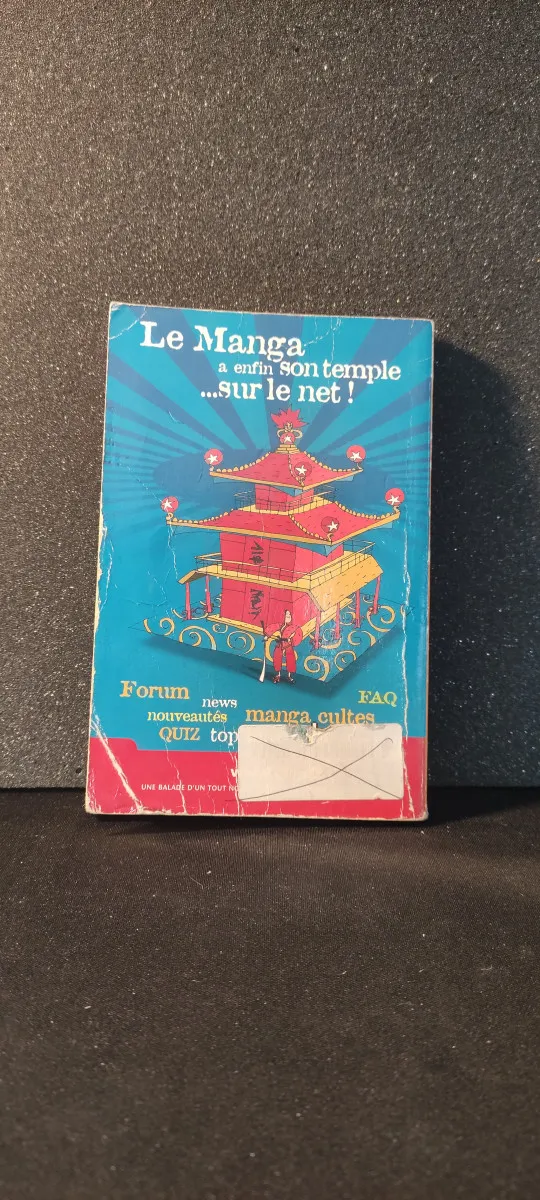 Le Manga
a enfin son temple
...sur le net !
Forum
news
FAQ
nouveautés
manga cultes
QUIZ
top
UNE BALADE D'UN TOUT